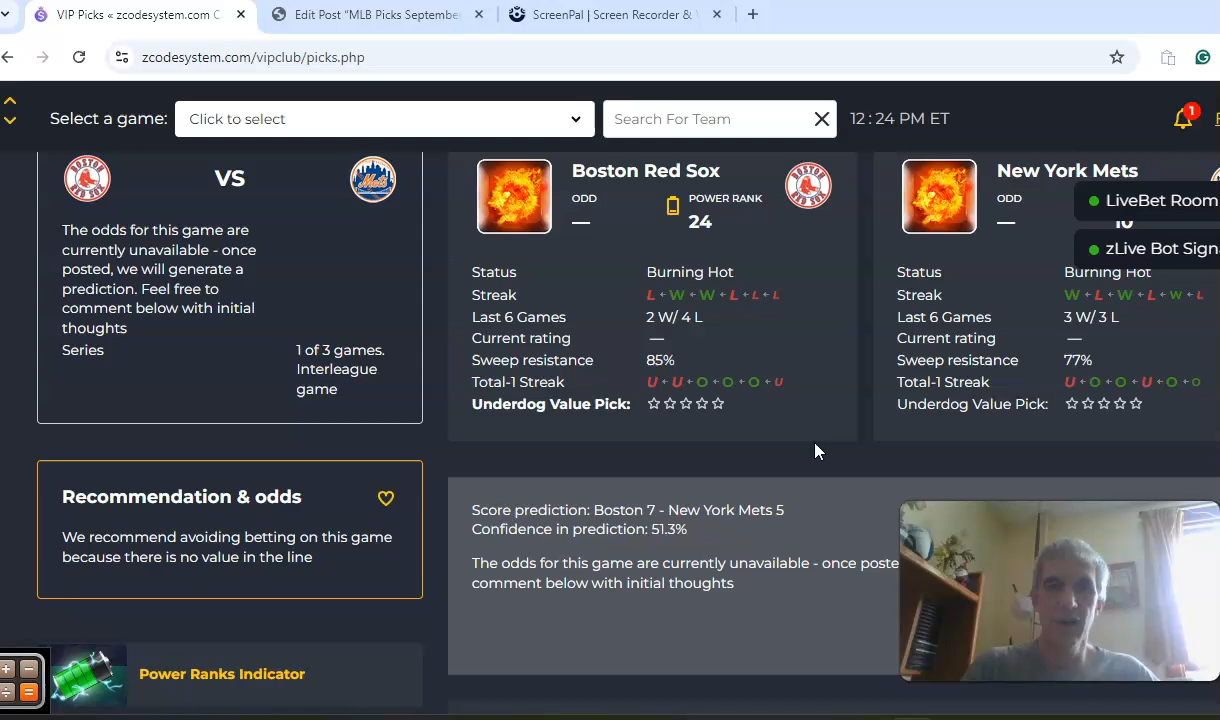 VIP Picks « zcodesystem.com C
Edit Post "MLB Picks Septembe
ScreenPal | Screen Recorder &
zcodesystem.com/vipclub/picks.php
Select a game:
Click to select
Search For Team
12 : 24 PM ET
1
BOSTON
VS
Mets
The odds for this game are
currently unavailable - once
posted, we will generate a
prediction. Feel free to
comment below with initial
thoughts
Series
1 of 3 games.
Interleague
game
Boston Red Sox
ODD
—
POWER RANK
24
Status Burning Hot
Streak L W W L L L
Last 6 Games 2 W/ 4 L
Current rating —
Sweep resistance 85%
Total-1 Streak U U O O O U
Underdog Value Pick:
New York Mets
ODD
—
LiveBet Room
zLive Bot Sign
Status Burning Hot
Streak W L W L W L
Last 6 Games 3 W/ 3 L
Current rating —
Sweep resistance 77%
Total-1 Streak U O O U O O
Underdog Value Pick:
Recommendation & odds
We recommend avoiding betting on this game
because there is no value in the line
Score prediction: Boston 7 - New York Mets 5
Confidence in prediction: 51.3%
The odds for this game are currently unavailable - once poste
comment below with initial thoughts
Power Ranks Indicator